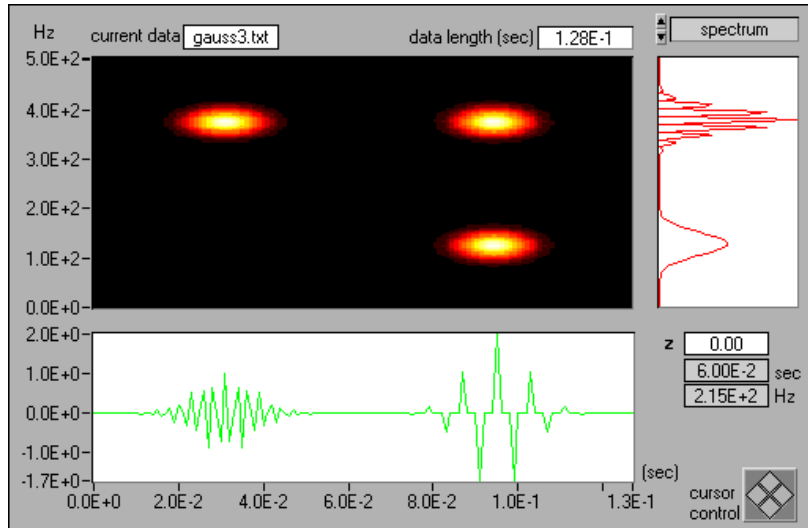 Hz
current data gauss3.txt
data length (sec) 1.28E-1
spectrum
5.0E+2
4.0E+2
3.0E+2
2.0E+2
1.0E+2
0.0E+0
2.0E+0
1.0E+0
0.0E+0
-1.0E+0
-1.7E+0
0.0E+0 2.0E-2 4.0E-2 6.0E-2 8.0E-2 1.0E-1 1.3E-1
(sec)
z 0.00
6.00E-2 sec
2.15E+2 Hz
cursor
control